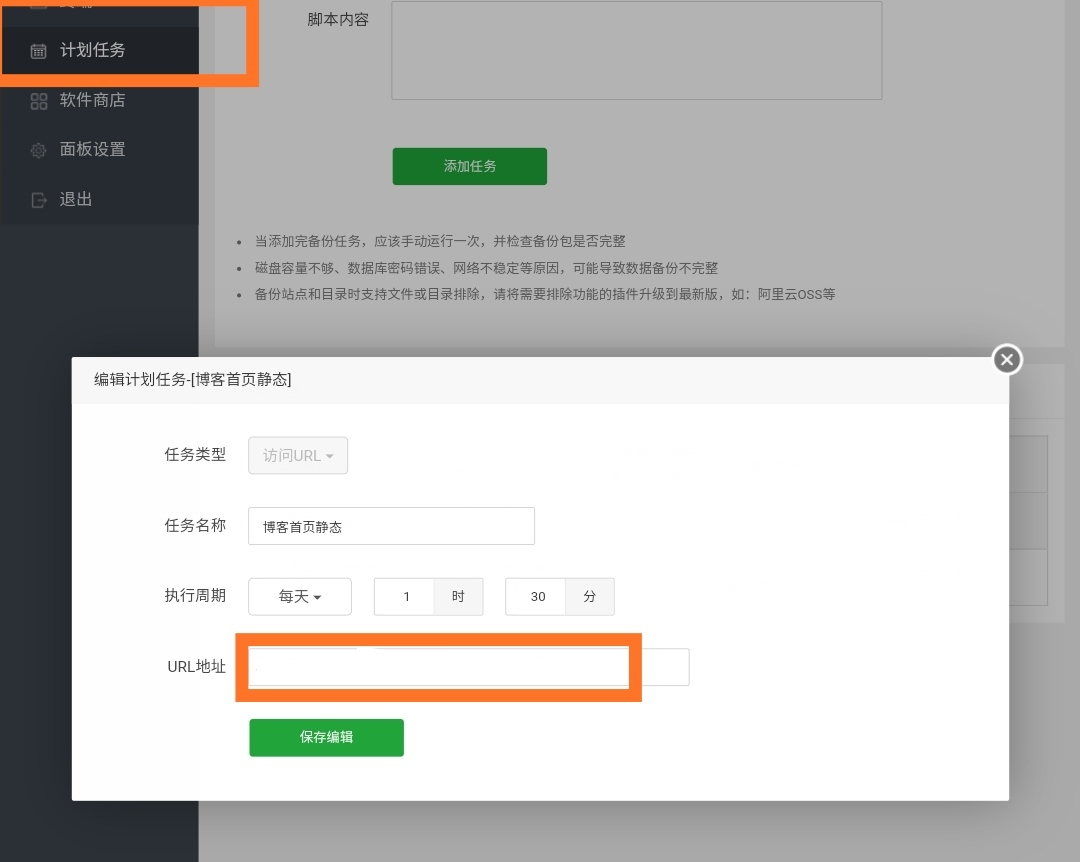 脚本内容
计划任务
软件商店
面板设置
退出
添加任务
当添加完备份任务，应该手动运行一次，并检查备份包是否完整
磁盘容量不够、数据库密码错误、网络不稳定等原因，可能导致数据备份不完整
备份站点和目录时支持文件或目录排除，请将需要排除功能的插件升级到最新版，如：阿里云OSS等
编辑计划任务-[博客首页静态]
任务类型 访问URL
任务名称 博客首页静态
执行周期 每天 1 时 30 分
URL地址
保存编辑